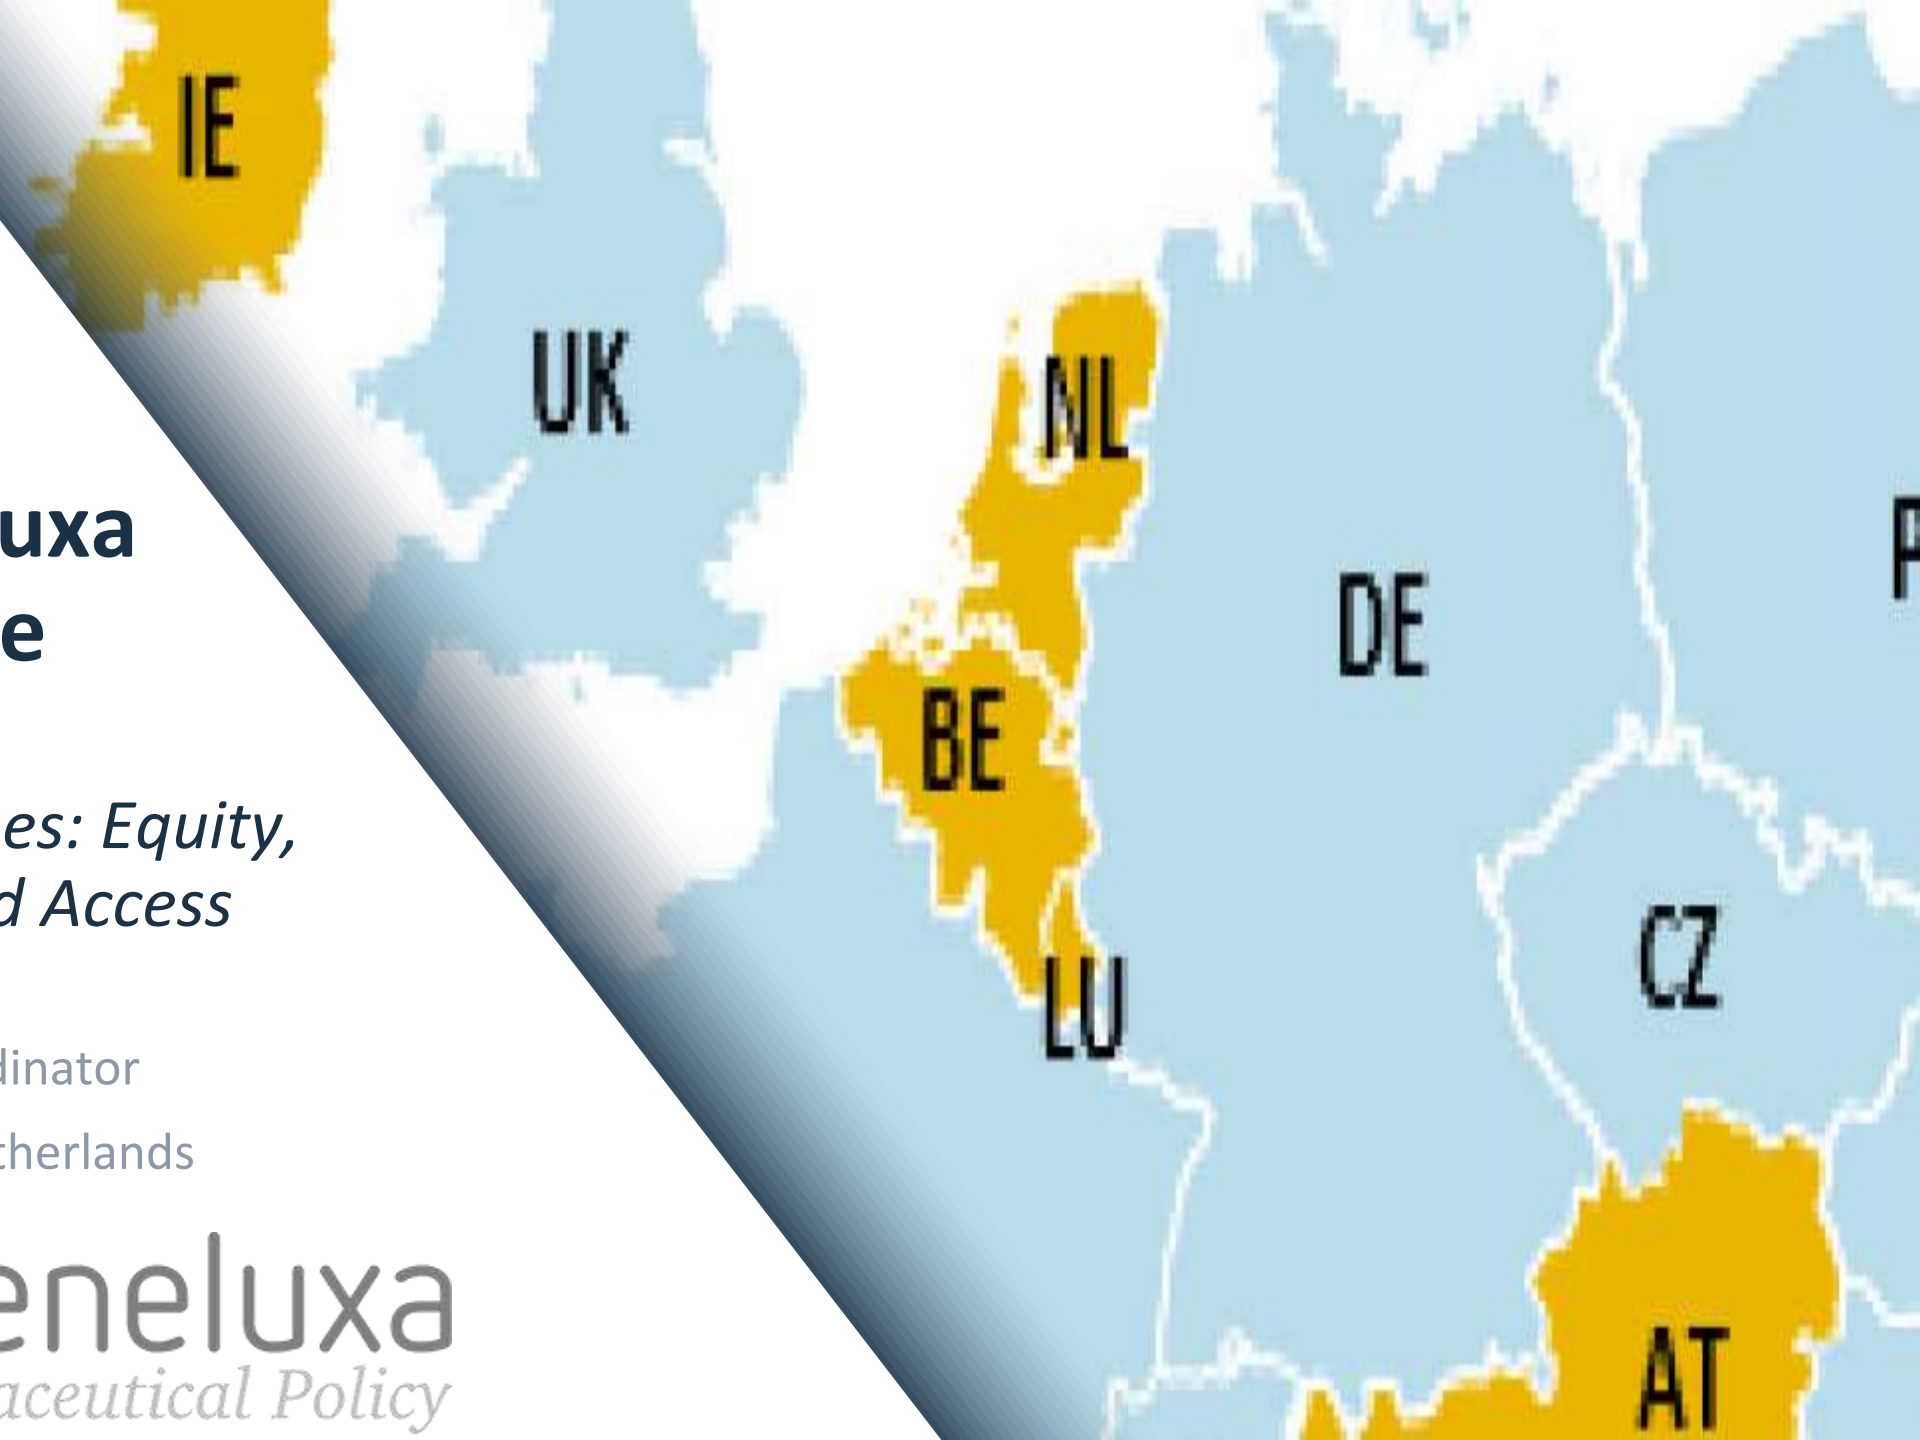 uxa
e
es: Equity,
d Access
dinator
therlands
eneluxa
aceutical Policy
IE
UK
NL
BE
DE
LU
CZ
AT